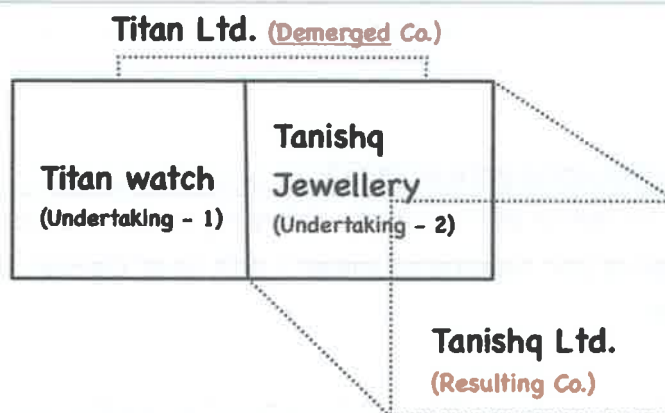 Titan Ltd. (Demerged Co.)
Titan watch
(Undertaking - 1)
Tanishq
Jewellery
(Undertaking - 2)
Tanishq Ltd.
(Resulting Co.)